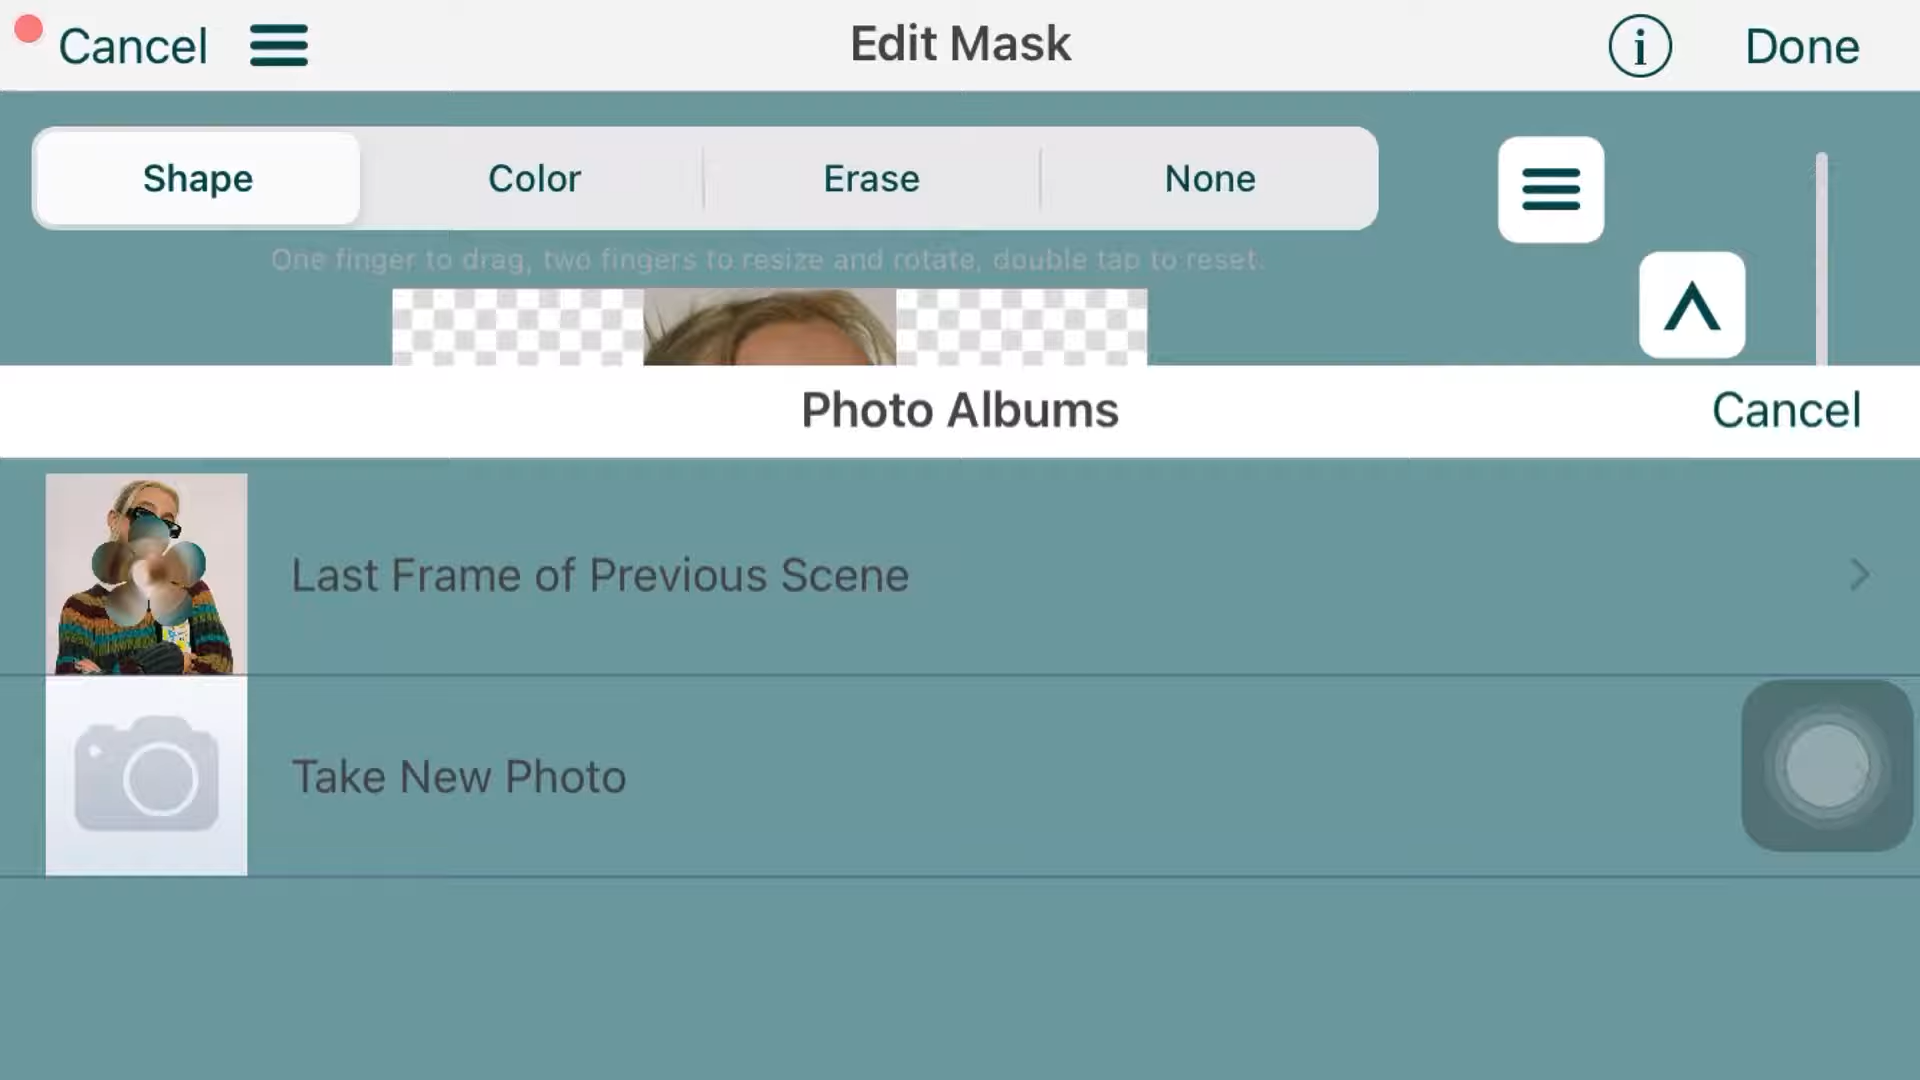 Cancel
Edit Mask
Done
Shape
Color
Erase
None
One finger to drag, two fingers to resize and rotate, double tap to reset.
Photo Albums
Cancel
Last Frame of Previous Scene
Take New Photo